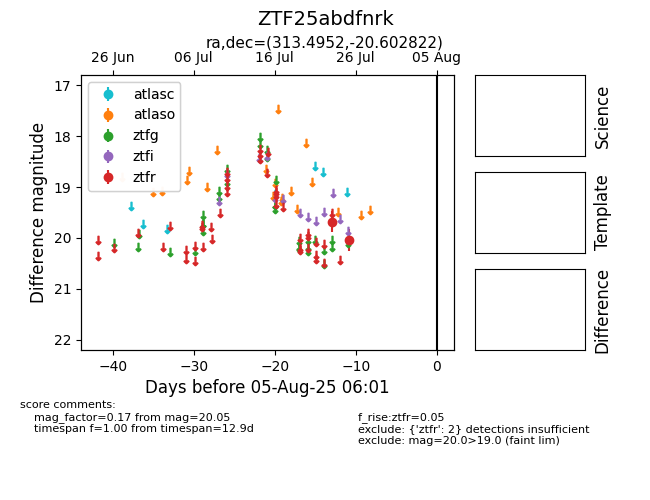 ZTF25abdfnrk
ra,dec=(313.4952,-20.602822)
26 Jun
06 Jul
16 Jul
26 Jul
05 Aug
17
18
19
20
21
22
Difference magnitude
atlasc
atlaso
ztfg
ztfi
ztfr
−40
−30
−20
−10
0
Days before 05-Aug-25 06:01
Science
Template
Difference
score comments:
mag_factor=0.17 from mag=20.05
timespan f=1.00 from timespan=12.9d
f_rise:ztfr=0.05
exclude: {'ztfr': 2} detections insufficient
exclude: mag=20.0>19.0 (faint lim)